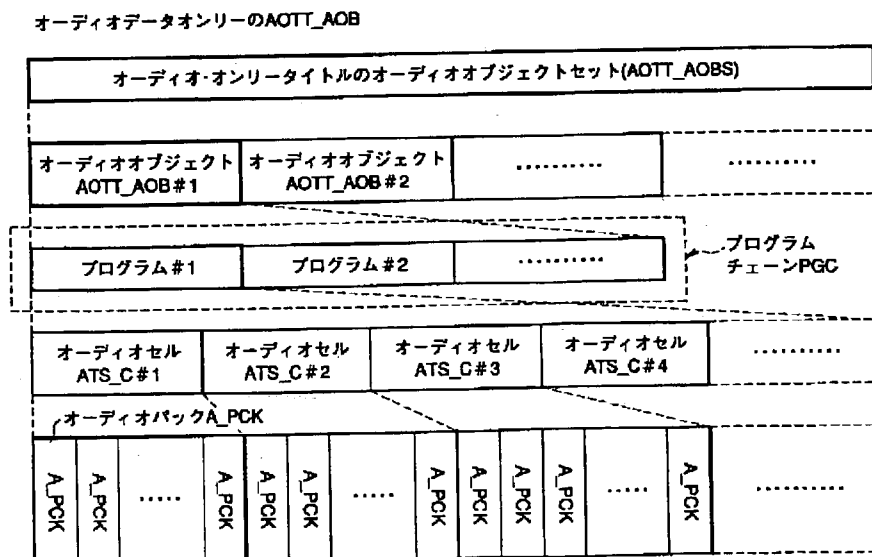 オーディオデータオンリーのAOTT_AOB
オーディオ・オンリータイトルのオーディオオブジェクトセット(AOTT_AOBS)
オーディオオブジェクト
AOTT_AOB#1
オーディオオブジェクト
AOTT_AOB#2
‥‥‥‥‥
‥‥‥‥‥
プログラム#1
プログラム#2
‥‥‥‥‥
プログラム
チェーンPGC
オーディオセル
ATS_C#1
オーディオセル
ATS_C#2
オーディオセル
ATS_C#3
オーディオセル
ATS_C#4
‥‥‥‥‥
オーディオパックA_PCK
A_PCK
A_PCK
‥‥‥
A_PCK
A_PCK
A_PCK
‥‥‥
A_PCK
A_PCK
A_PCK
A_PCK
‥‥‥
A_PCK
‥‥‥‥‥